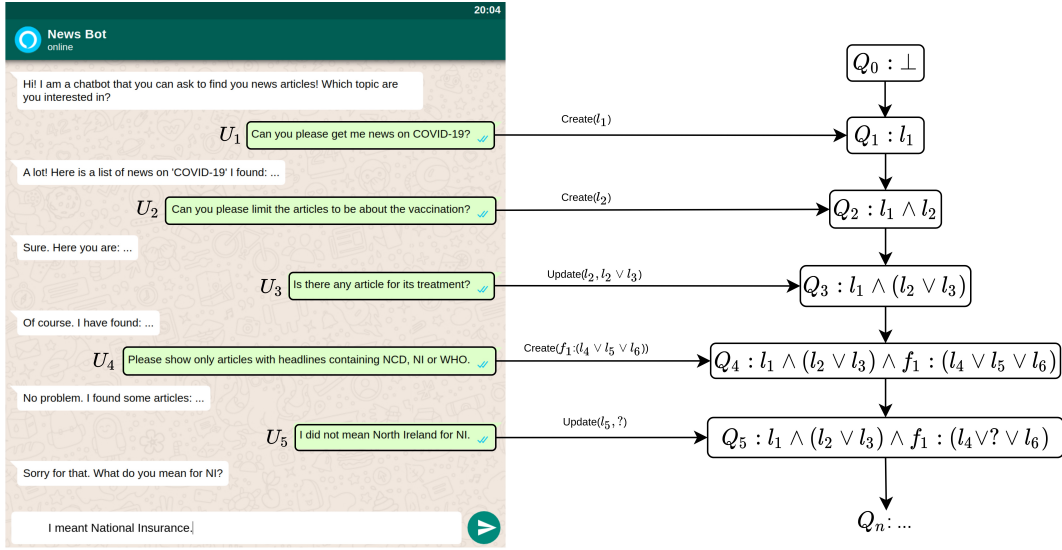 20:04
News Bot
online
Hi! I am a chatbot that you can ask to find you news articles! Which topic are
you interested in?
U₁ Can you please get me news on COVID-19?
A lot! Here is a list of news on 'COVID-19' I found: ...
U₂ Can you please limit the articles to be about the vaccination?
Sure. Here you are: ...
U₃ Is there any article for its treatment?
Of course. I have found: ...
U₄ Please show only articles with headlines containing NCD, NI or WHO.
No problem. I found some articles: ...
U₅ I did not mean North Ireland for NI.
Sorry for that. What do you mean for NI?
I meant National Insurance.
Create(l₁)
Create(l₂)
Update(l₂, l₂ ∨ l₃)
Create(f₁:(l₄ ∨ l₅ ∨ l₆))
Update(l₅, ?)
Q₀ : ⊥
Q₁ : l₁
Q₂ : l₁ ∧ l₂
Q₃ : l₁ ∧ (l₂ ∨ l₃)
Q₄ : l₁ ∧ (l₂ ∨ l₃) ∧ f₁ : (l₄ ∨ l₅ ∨ l₆)
Q₅ : l₁ ∧ (l₂ ∨ l₃) ∧ f₁ : (l₄∨? ∨ l₆)
Qₙ: ...